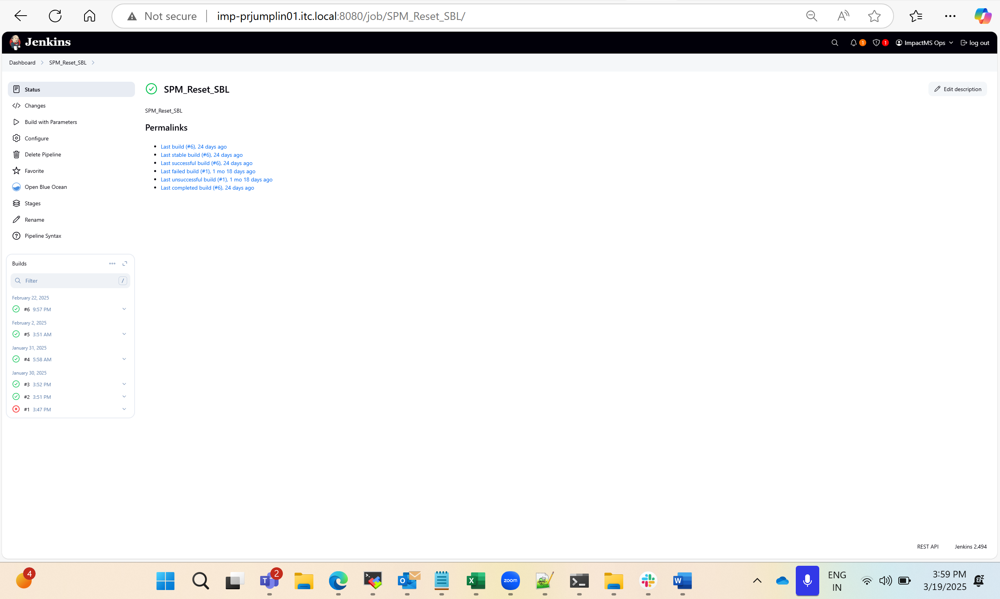 Not secure imp-prjumplin01.itc.local:8080/job/SPM_Reset_SBL/
Jenkins
1 1 ImpactMS Ops log out
Dashboard SPM_Reset_SBL
Status
Changes
Build with Parameters
Configure
Delete Pipeline
Favorite
Open Blue Ocean
Stages
Rename
Pipeline Syntax
Builds
Filter /
February 22, 2025
#6 9:57 PM
February 2, 2025
#5 3:51 AM
January 31, 2025
#4 5:58 AM
January 30, 2025
#3 3:52 PM
#2 3:51 PM
#1 3:47 PM
SPM_Reset_SBL
Edit description
SPM_Reset_SBL
Permalinks
Last build (#6), 24 days ago
Last stable build (#6), 24 days ago
Last successful build (#6), 24 days ago
Last failed build (#1), 1 mo 18 days ago
Last unsuccessful build (#1), 1 mo 18 days ago
Last completed build (#6), 24 days ago
REST API Jenkins 2.494
4
T 2
O
X
zoom
W
ENG
IN
3:59 PM
3/19/2025